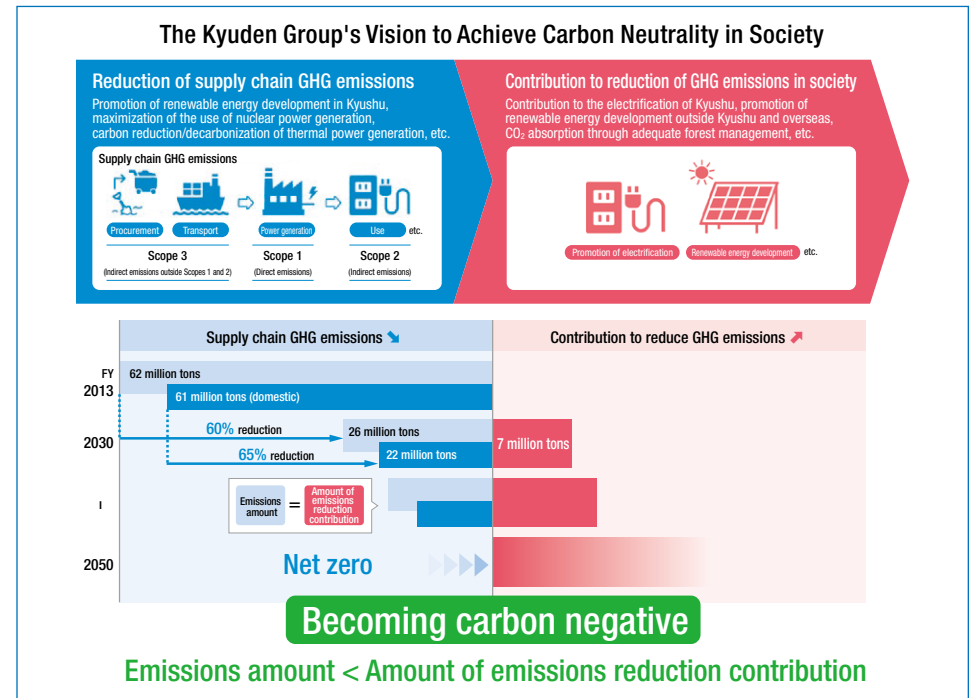 The Kyuden Group's Vision to Achieve Carbon Neutrality in Society
Reduction of supply chain GHG emissions
Promotion of renewable energy development in Kyushu,
maximization of the use of nuclear power generation,
carbon reduction/decarbonization of thermal power generation, etc.
Supply chain GHG emissions
Procurement
Transport
Power generation
Use
etc.
Scope 3
(Indirect emissions outside Scopes 1 and 2)
Scope 1
(Direct emissions)
Scope 2
(Indirect emissions)
Contribution to reduction of GHG emissions in society
Contribution to the electrification of Kyushu, promotion of
renewable energy development outside Kyushu and overseas,
CO₂ absorption through adequate forest management, etc.
Promotion of electrification
Renewable energy development
etc.
Supply chain GHG emissions
Contribution to reduce GHG emissions
FY
2013
62 million tons
61 million tons (domestic)
2030
60% reduction
26 million tons
65% reduction
22 million tons
7 million tons
Emissions
amount
=
Amount of
emissions
reduction
contribution
2050
Net zero
Becoming carbon negative
Emissions amount < Amount of emissions reduction contribution